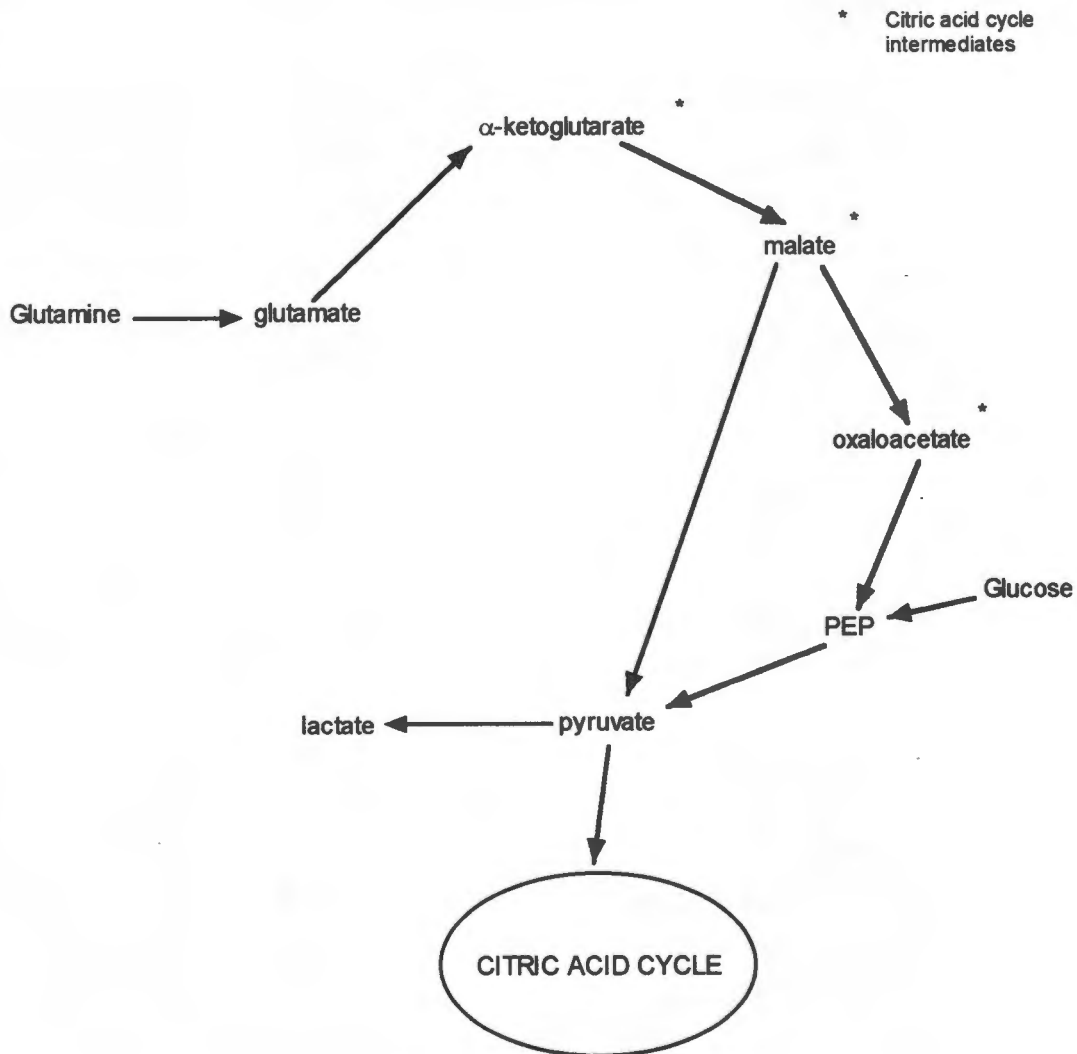 * Citric acid cycle
intermediates
α-ketoglutarate *
malate *
Glutamine glutamate
oxaloacetate *
Glucose
PEP
lactate pyruvate
CITRIC ACID CYCLE